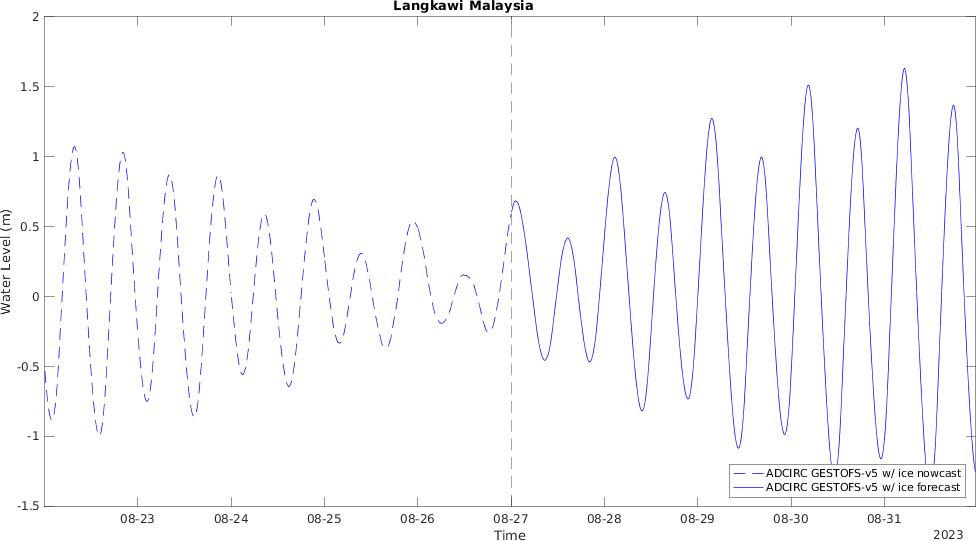 Langkawi Malaysia
2
1.5
1
0.5
0
-0.5
-1
-1.5
Water Level (m)
ADCIRC GESTOFS-v5 w/ ice nowcast
ADCIRC GESTOFS-v5 w/ ice forecast
08-23 08-24 08-25 08-26 08-27 08-28 08-29 08-30 08-31
Time
2023